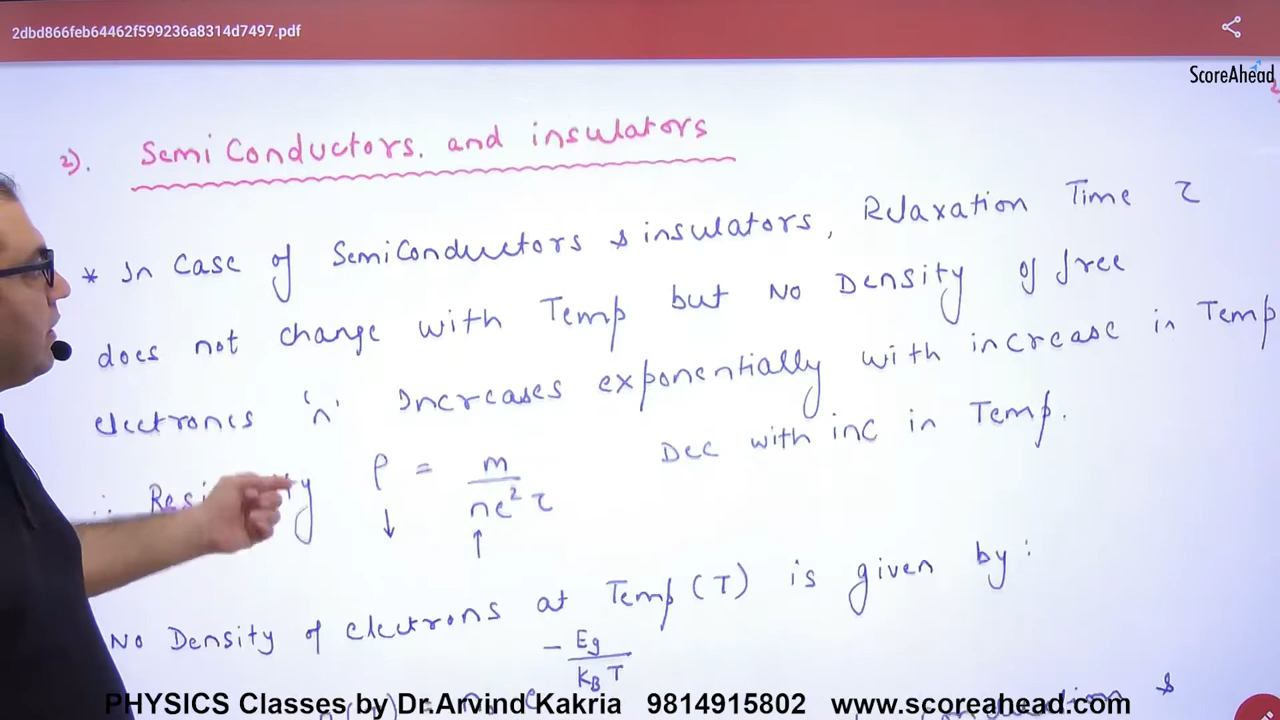 2dbd866feb64462f599236a8314d7497.pdf
ScoreAhead
2). Semi Conductors. and insulators
* In Case of SemiConductors & insulators, Relaxation Time τ
does not change with Temp but No Density of free
electrons 'n' Increases exponentially with increase in Temp
∴ Resi ty ρ = m / ne²τ Dec with inc in Temp.
↓ ↑
No Density of electrons at Temp (T) is given by:
- Eg / KB T
PHYSICS Classes by Dr.Arvind Kakria 9814915802 www.scoreahead.com